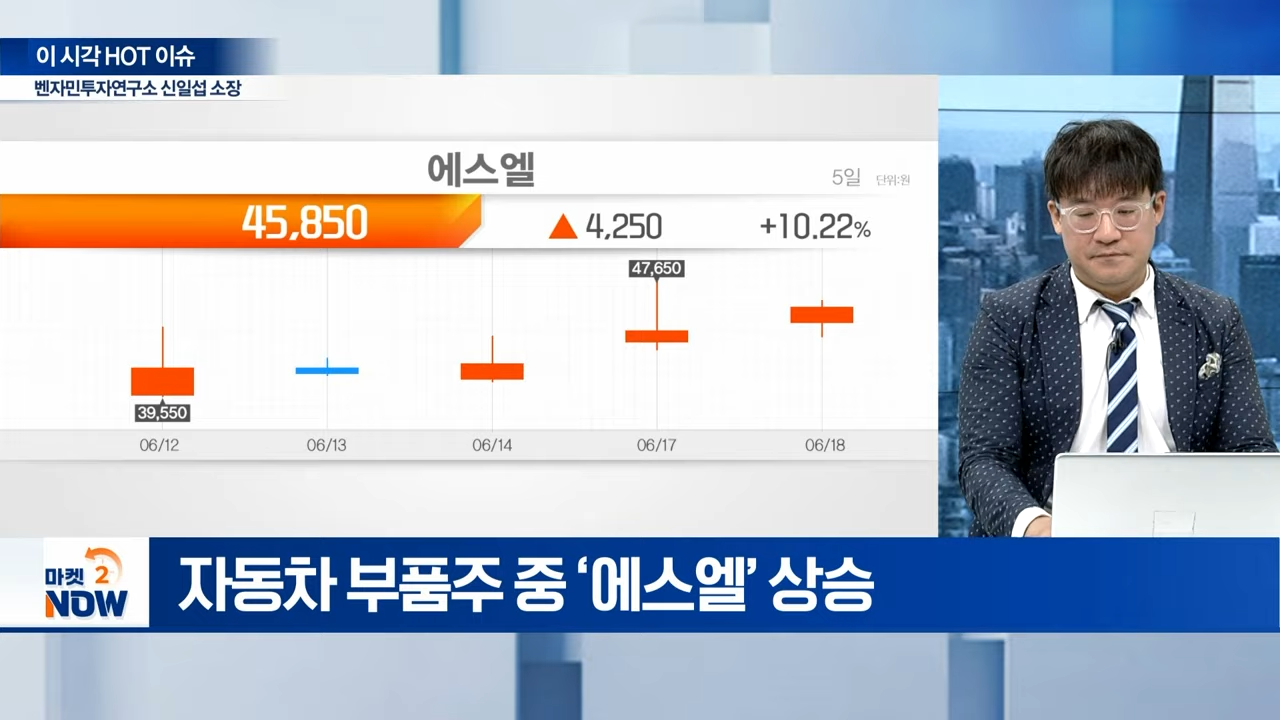 이 시각 HOT 이슈
벤자민투자연구소 신일섭 소장
에스엘
5일 단위:원
45,850 ▲ 4,250 +10.22%
47,650
39,550
06/12 06/13 06/14 06/17 06/18
마켓 2
NOW
자동차 부품주 중 ‘에스엘’ 상승